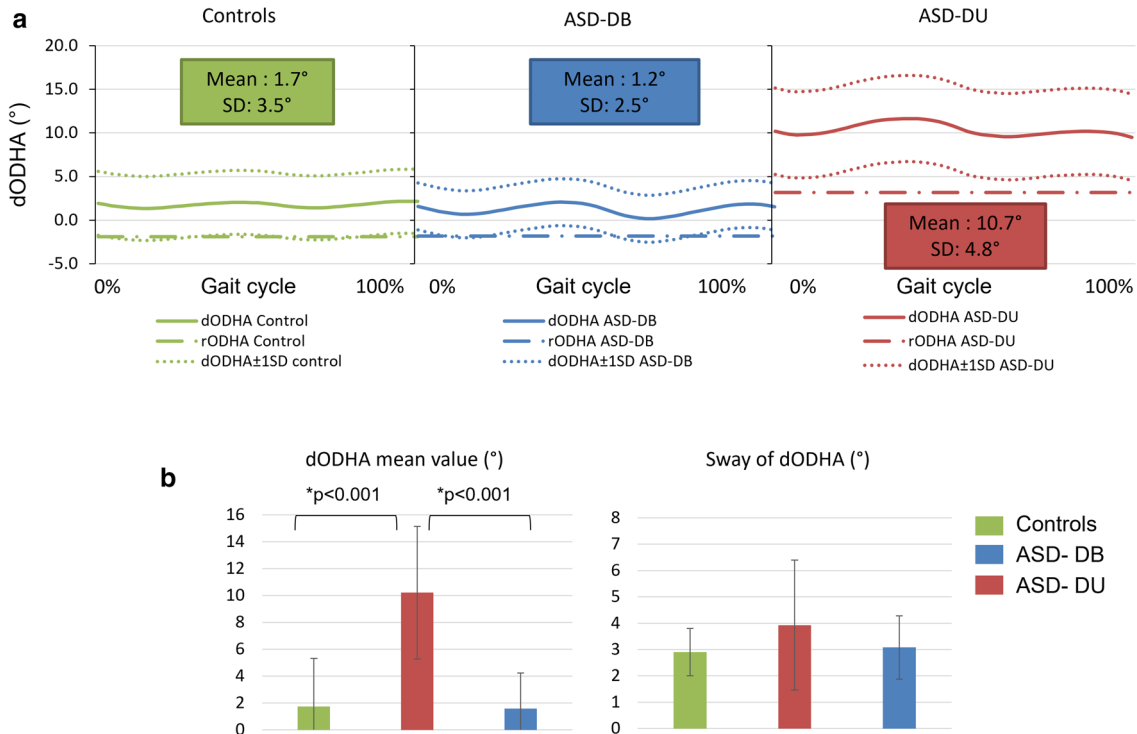 a
Controls
ASD-DB
ASD-DU
dODHA (°)
20.0
15.0
10.0
5.0
0.0
-5.0
Mean : 1.7°
SD: 3.5°
Mean : 1.2°
SD: 2.5°
Mean : 10.7°
SD: 4.8°
0% Gait cycle 100%
0% Gait cycle 100%
0% Gait cycle 100%
dODHA Control
rODHA Control
dODHA±1SD control
dODHA ASD-DB
rODHA ASD-DB
dODHA±1SD ASD-DB
dODHA ASD-DU
rODHA ASD-DU
dODHA±1SD ASD-DU
b
dODHA mean value (°)
*p<0.001 *p<0.001
16
14
12
10
8
6
4
2
0
Sway of dODHA (°)
8
7
6
5
4
3
2
1
0
Controls
ASD- DB
ASD- DU